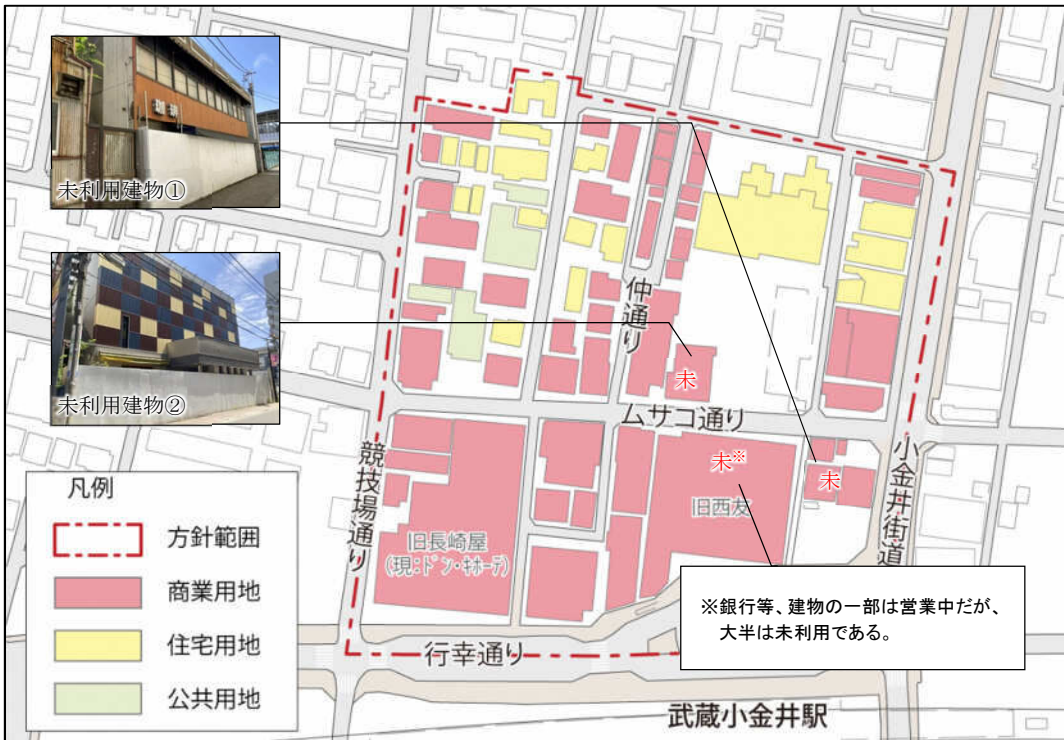 珈琲
未利用建物①
未利用建物②
仲通り
未
ムサコ通り
未※
未
旧西友
競技場通り
小金井街道
旧長崎屋
(現:ドン・キホーテ)
※銀行等、建物の一部は営業中だが、
大半は未利用である。
行幸通り
武蔵小金井駅
凡例
方針範囲
商業用地
住宅用地
公共用地